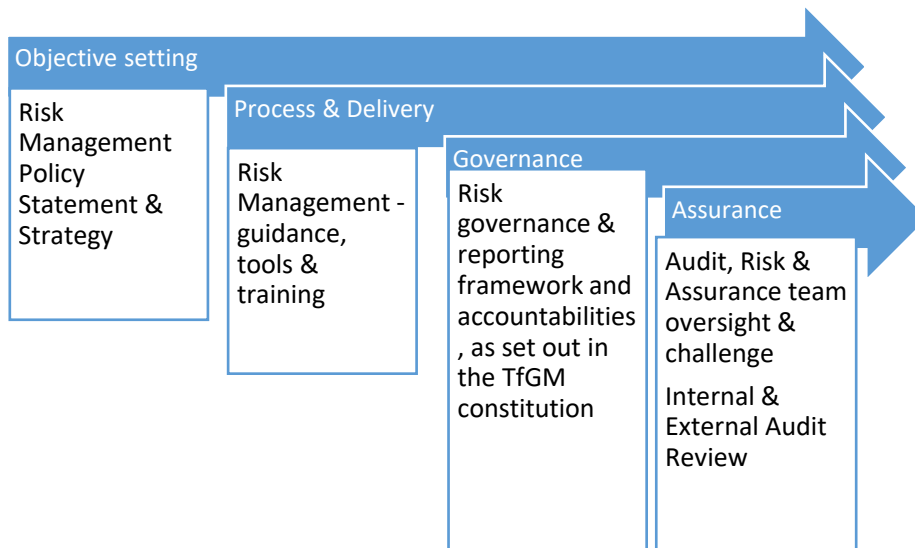 Objective setting
Risk
Management
Policy
Statement &
Strategy
Process & Delivery
Risk
Management -
guidance,
tools &
training
Governance
Risk
governance &
reporting
framework and
accountabilities
, as set out in
the TfGM
constitution
Assurance
Audit, Risk &
Assurance team
oversight &
challenge
Internal &
External Audit
Review